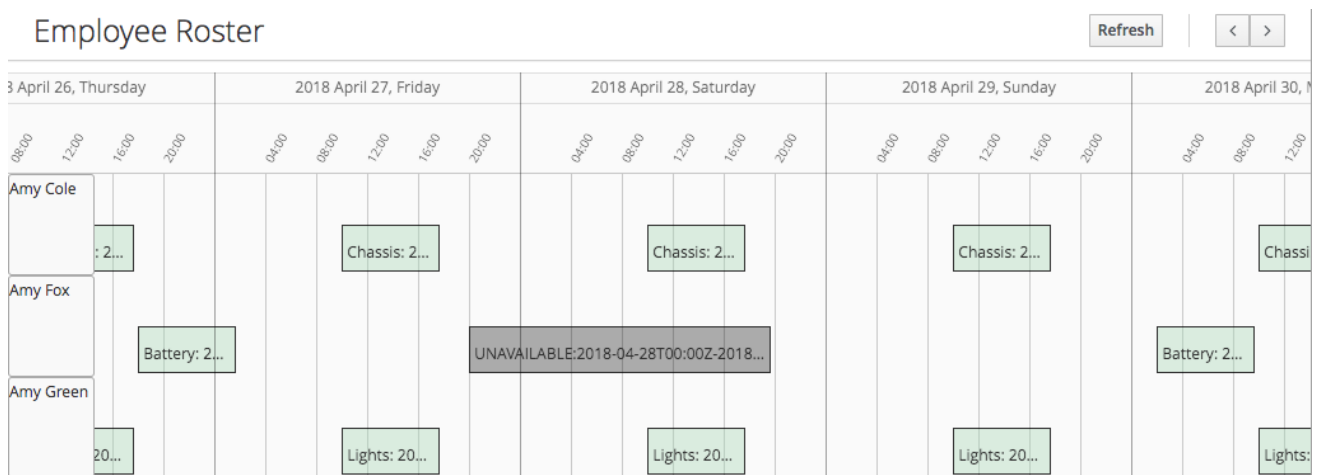 Employee Roster
Refresh
< >
3 April 26, Thursday 2018 April 27, Friday 2018 April 28, Saturday 2018 April 29, Sunday 2018 April 30,
08:00 12:00 16:00 20:00 04:00 08:00 12:00 16:00 20:00 04:00 08:00 12:00 16:00 20:00 04:00 08:00 12:00 16:00 20:00 04:00 08:00 12:00
Amy Cole
: 2... Chassis: 2... Chassis: 2... Chassis: 2... Chassi
Amy Fox
Battery: 2... UNAVAILABLE:2018-04-28T00:00Z-2018... Battery: 2...
Amy Green
20... Lights: 20... Lights: 20... Lights: 20... Lights: